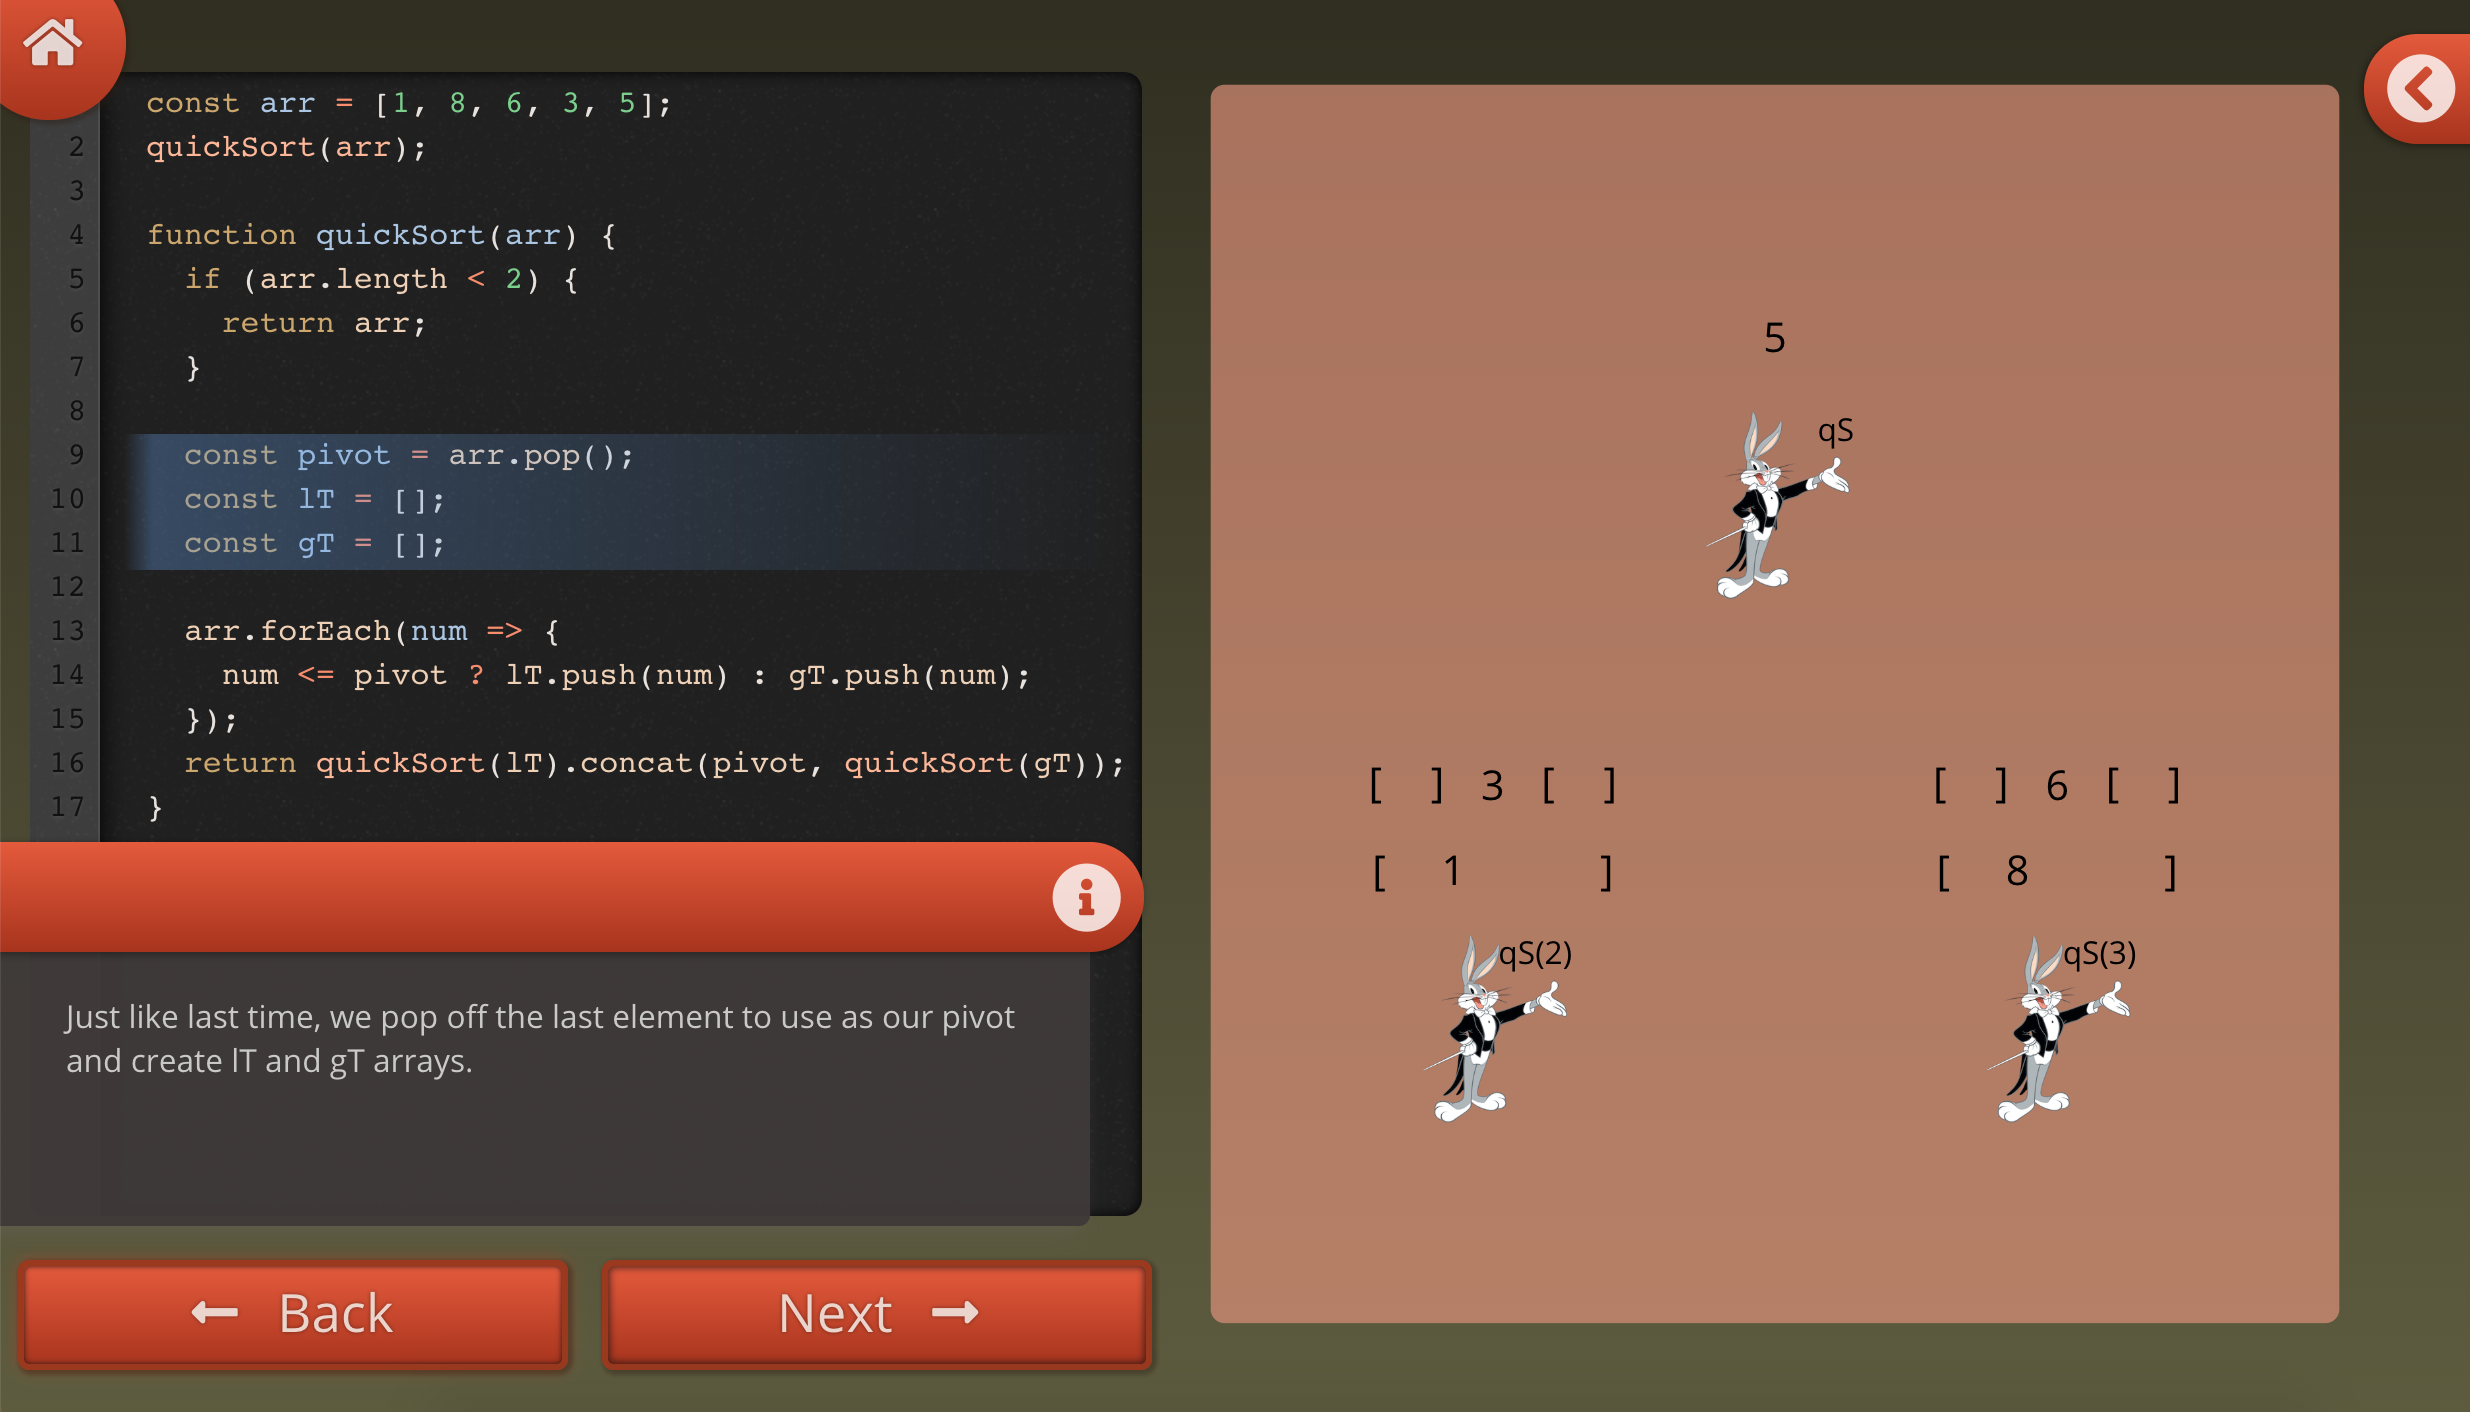 const arr = [1, 8, 6, 3, 5];
2 quickSort(arr);
3
4 function quickSort(arr) {
5 if (arr.length < 2) {
6 return arr;
7 }
8
9 const pivot = arr.pop();
10 const lT = [];
11 const gT = [];
12
13 arr.forEach(num => {
14 num <= pivot ? lT.push(num) : gT.push(num);
15 });
16 return quickSort(lT).concat(pivot, quickSort(gT));
17 }
Just like last time, we pop off the last element to use as our pivot
and create lT and gT arrays.
Back
Next
5
qS
[ ] 3 [ ]
[ ] 6 [ ]
[ 1 ]
[ 8 ]
qS(2)
qS(3)